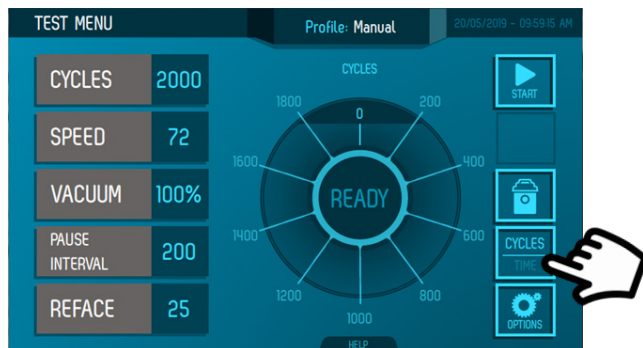 TEST MENU
Profile: Manual
20/05/2019 - 09:59:15 AM
CYCLES 2000
SPEED 72
VACUUM 100%
PAUSE
INTERVAL
200
REFACE 25
CYCLES
0
200
400
600
800
1000
1200
1400
1600
1800
READY
HELP
START
CYCLES
TIME
OPTIONS